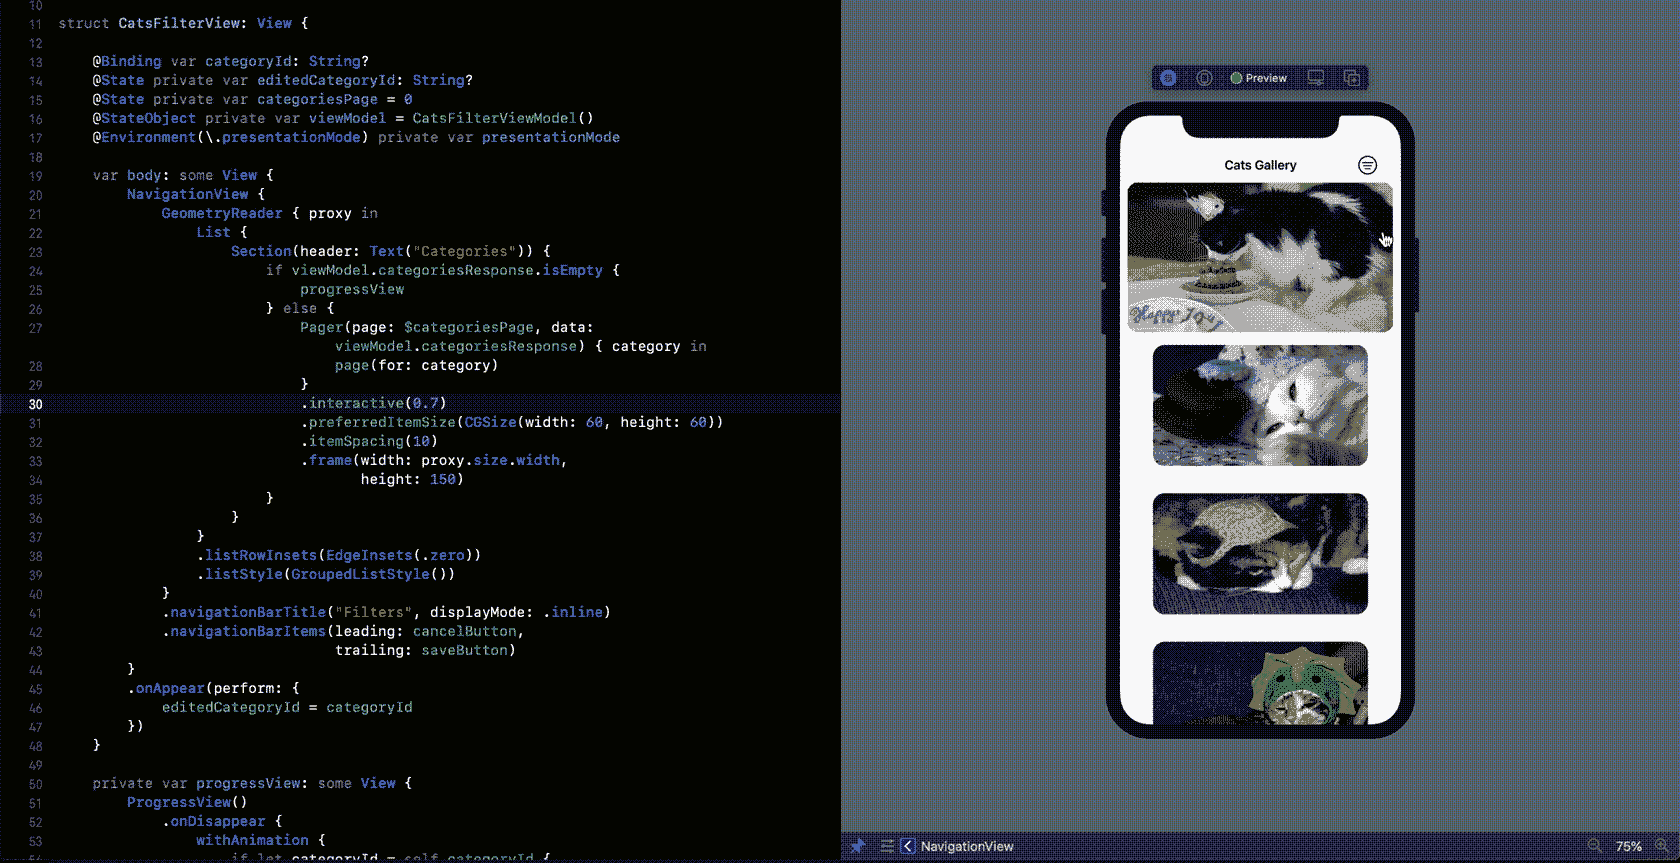 10
11 struct CatsFilterView: View {
12
13 @Binding var categoryId: String?
14 @State private var editedCategoryId: String?
15 @State private var categoriesPage = 0
16 @StateObject private var viewModel = CatsFilterViewModel()
17 @Environment(\.presentationMode) private var presentationMode
18
19 var body: some View {
20 NavigationView {
21 GeometryReader { proxy in
22 List {
23 Section(header: Text("Categories")) {
24 if viewModel.categoriesResponse.isEmpty {
25 progressView
26 } else {
27 Pager(page: $categoriesPage, data:
viewModel.categoriesResponse) { category in
28 page(for: category)
29 }
30 .interactive(0.7)
31 .preferredItemSize(CGSize(width: 60, height: 60))
32 .itemSpacing(10)
33 .frame(width: proxy.size.width,
34 height: 150)
35 }
36 }
37 }
38 .listRowInsets(EdgeInsets(.zero))
39 .listStyle(GroupedListStyle())
40 }
41 .navigationBarTitle("Filters", displayMode: .inline)
42 .navigationBarItems(leading: cancelButton,
43 trailing: saveButton)
44 }
45 .onAppear(perform: {
46 editedCategoryId = categoryId
47 })
48 }
49
50 private var progressView: some View {
51 ProgressView()
52 .onDisappear {
53 withAnimation {
54 if let categoryId = self.categoryId {
Preview
Cats Gallery
Happy
NavigationView
75%